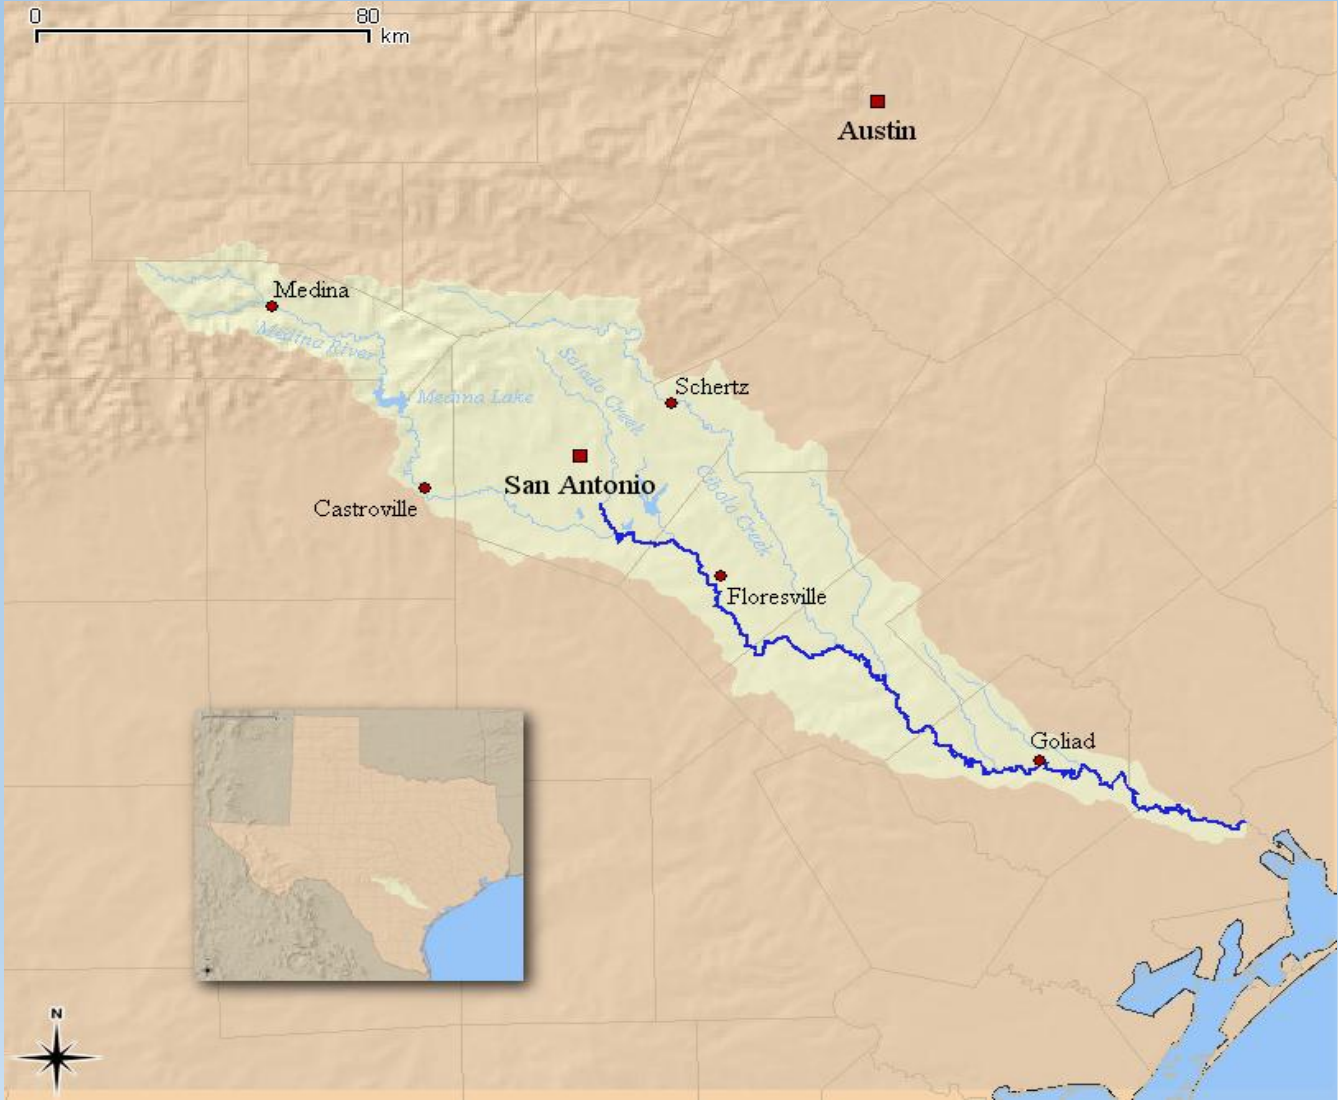 0 80
km
Austin
Medina
Medina River
Medina Lake
Salado Creek
Schertz
San Antonio
Castroville
Cibolo Creek
Floresville
Goliad
N